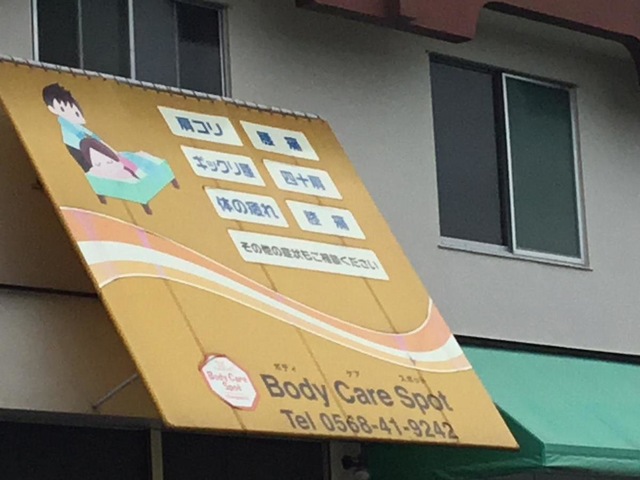 肩コリ 腰痛
ギックリ腰 四十肩
体の疲れ 膝痛
その他の症状もご相談ください
Body Care
Spot
ボディ ケア スポット
Body Care Spot
Tel 0568-41-9242